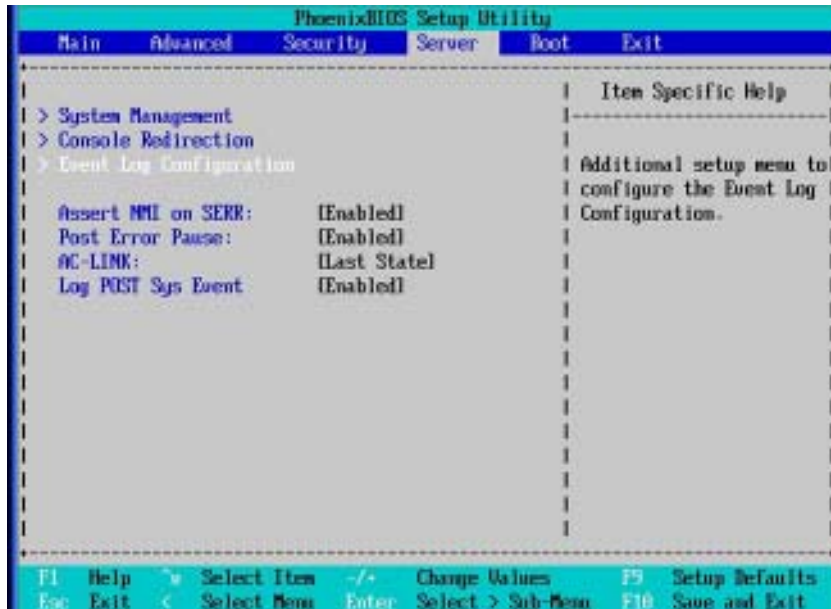 PhoenixBIOS Setup Utility
Main Advanced Security Server Boot Exit
Item Specific Help
> System Management
> Console Redirection
> Event Log Configuration
Additional setup menu to
configure the Event Log
Configuration.
Assert NMI on SERR: [Enabled]
Post Error Pause: [Enabled]
AC-LINK: [Last State]
Log POST Sys Event [Enabled]
F1 Help ^v Select Item -/+ Change Values F9 Setup Defaults
Esc Exit < Select Menu Enter Select > Sub-Menu F10 Save and Exit